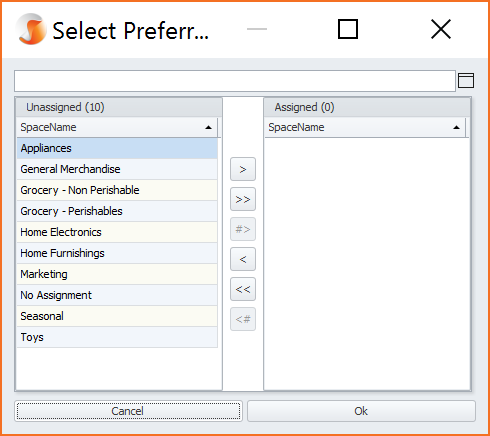 Select Preferr...
Unassigned (10)
Assigned (0)
SpaceName
SpaceName
Appliances
General Merchandise
Grocery - Non Perishable
Grocery - Perishables
Home Electronics
Home Furnishings
Marketing
No Assignment
Seasonal
Toys
>
>>
#>
<
<<
<#
Cancel
Ok